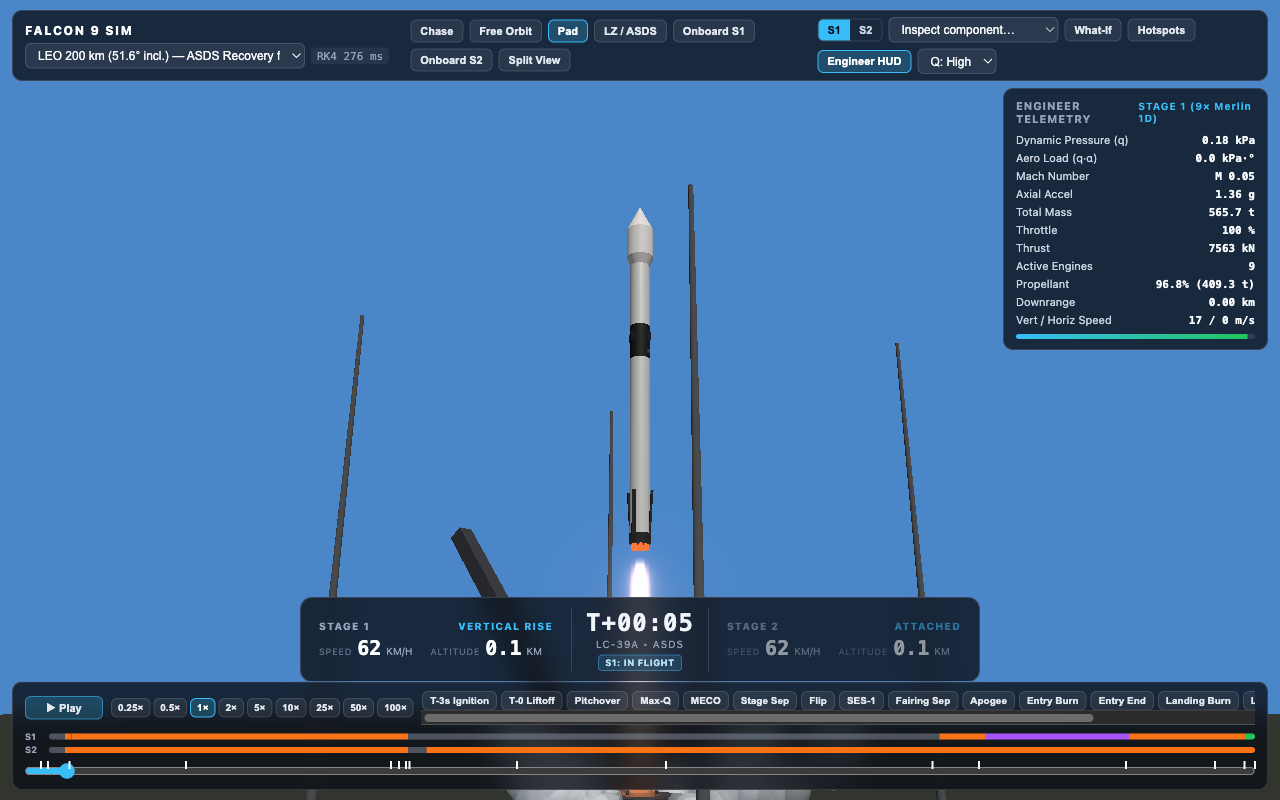 FALCON 9 SIM
LEO 200 km (51.6° incl.) — ASDS Recovery f
RK4 276 ms
Chase
Free Orbit
Pad
LZ / ASDS
Onboard S1
Onboard S2
Split View
S1
S2
Inspect component...
What-If
Hotspots
Engineer HUD
Q: High
ENGINEER TELEMETRY
STAGE 1 (9× Merlin 1D)
Dynamic Pressure (q) 0.18 kPa
Aero Load (q·α) 0.0 kPa·°
Mach Number M 0.05
Axial Accel 1.36 g
Total Mass 565.7 t
Throttle 100 %
Thrust 7563 kN
Active Engines 9
Propellant 96.8% (409.3 t)
Downrange 0.00 km
Vert / Horiz Speed 17 / 0 m/s
STAGE 1 VERTICAL RISE
SPEED 62 KM/H ALTITUDE 0.1 KM
T+00:05
LC-39A • ASDS
S1: IN FLIGHT
STAGE 2 ATTACHED
SPEED 62 KM/H ALTITUDE 0.1 KM
Play
0.25×
0.5×
1×
2×
5×
10×
25×
50×
100×
T-3s Ignition
T-0 Liftoff
Pitchover
Max-Q
MECO
Stage Sep
Flip
SES-1
Fairing Sep
Apogee
Entry Burn
Entry End
Landing Burn
L
S1
S2